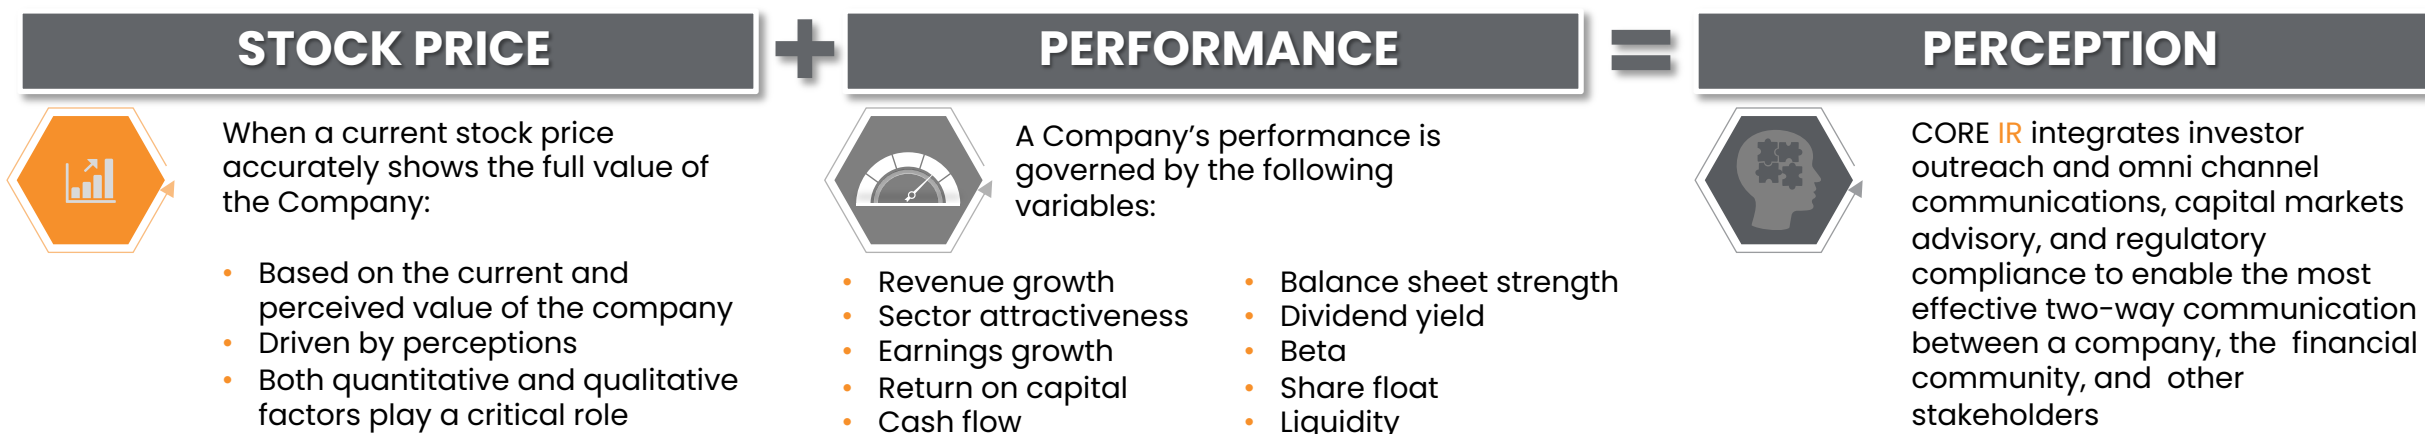 STOCK PRICE
+
PERFORMANCE
=
PERCEPTION
When a current stock price
accurately shows the full value of
the Company:
• Based on the current and
perceived value of the company
• Driven by perceptions
• Both quantitative and qualitative
factors play a critical role
A Company’s performance is
governed by the following
variables:
• Revenue growth
• Sector attractiveness
• Earnings growth
• Return on capital
• Cash flow
• Balance sheet strength
• Dividend yield
• Beta
• Share float
• Liquidity
CORE IR integrates investor
outreach and omni channel
communications, capital markets
advisory, and regulatory
compliance to enable the most
effective two-way communication
between a company, the financial
community, and other
stakeholders